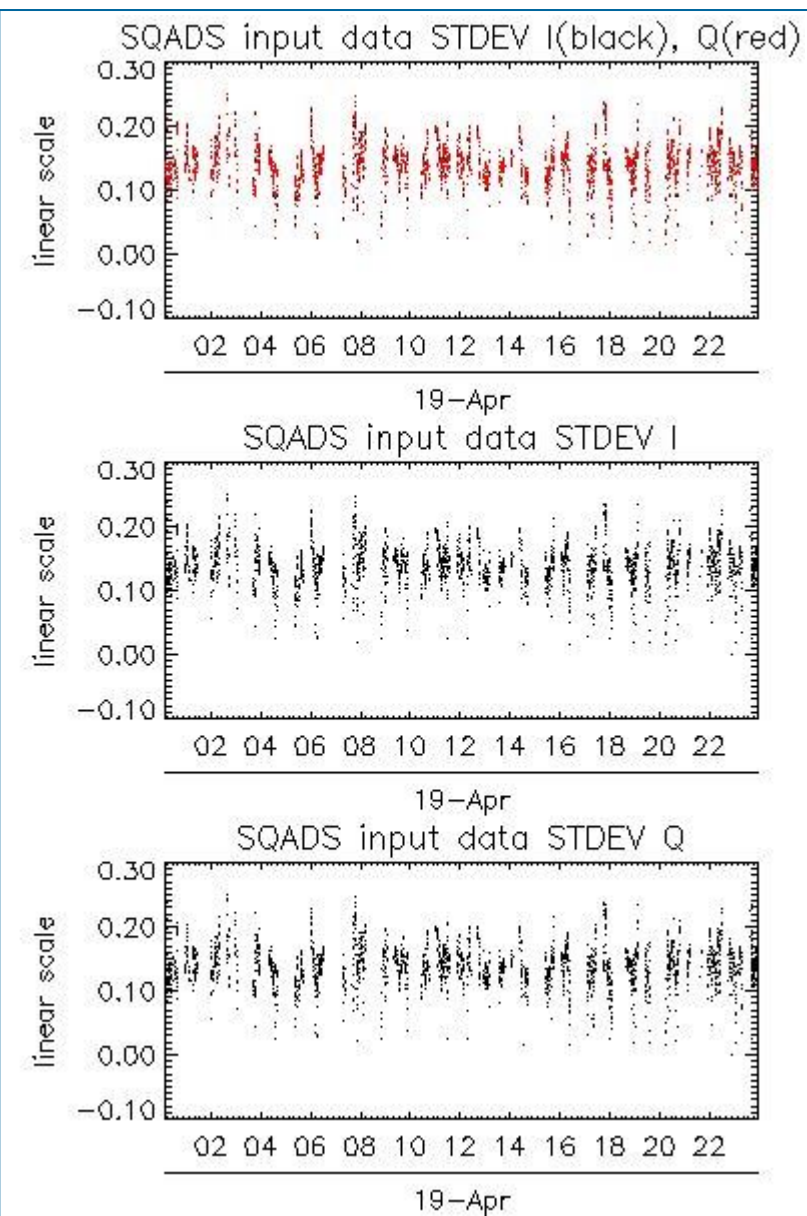 SQADS input data STDEV I(black), Q(red)
linear scale
0.30
0.20
0.10
0.00
-0.10
02 04 06 08 10 12 14 16 18 20 22
19-Apr
SQADS input data STDEV I
linear scale
0.30
0.20
0.10
0.00
-0.10
02 04 06 08 10 12 14 16 18 20 22
19-Apr
SQADS input data STDEV Q
linear scale
0.30
0.20
0.10
0.00
-0.10
02 04 06 08 10 12 14 16 18 20 22
19-Apr